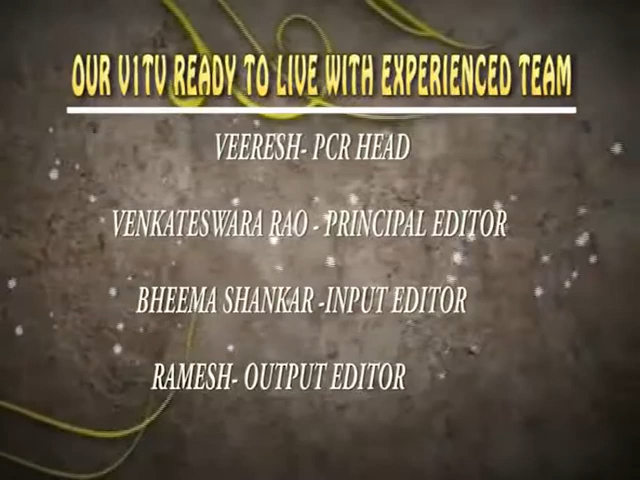 OUR V1TV READY TO LIVE WITH EXPERIENCED TEAM
VEERESH- PCR HEAD
VENKATESWARA RAO - PRINCIPAL EDITOR
BHEEMA SHANKAR -INPUT EDITOR
RAMESH- OUTPUT EDITOR